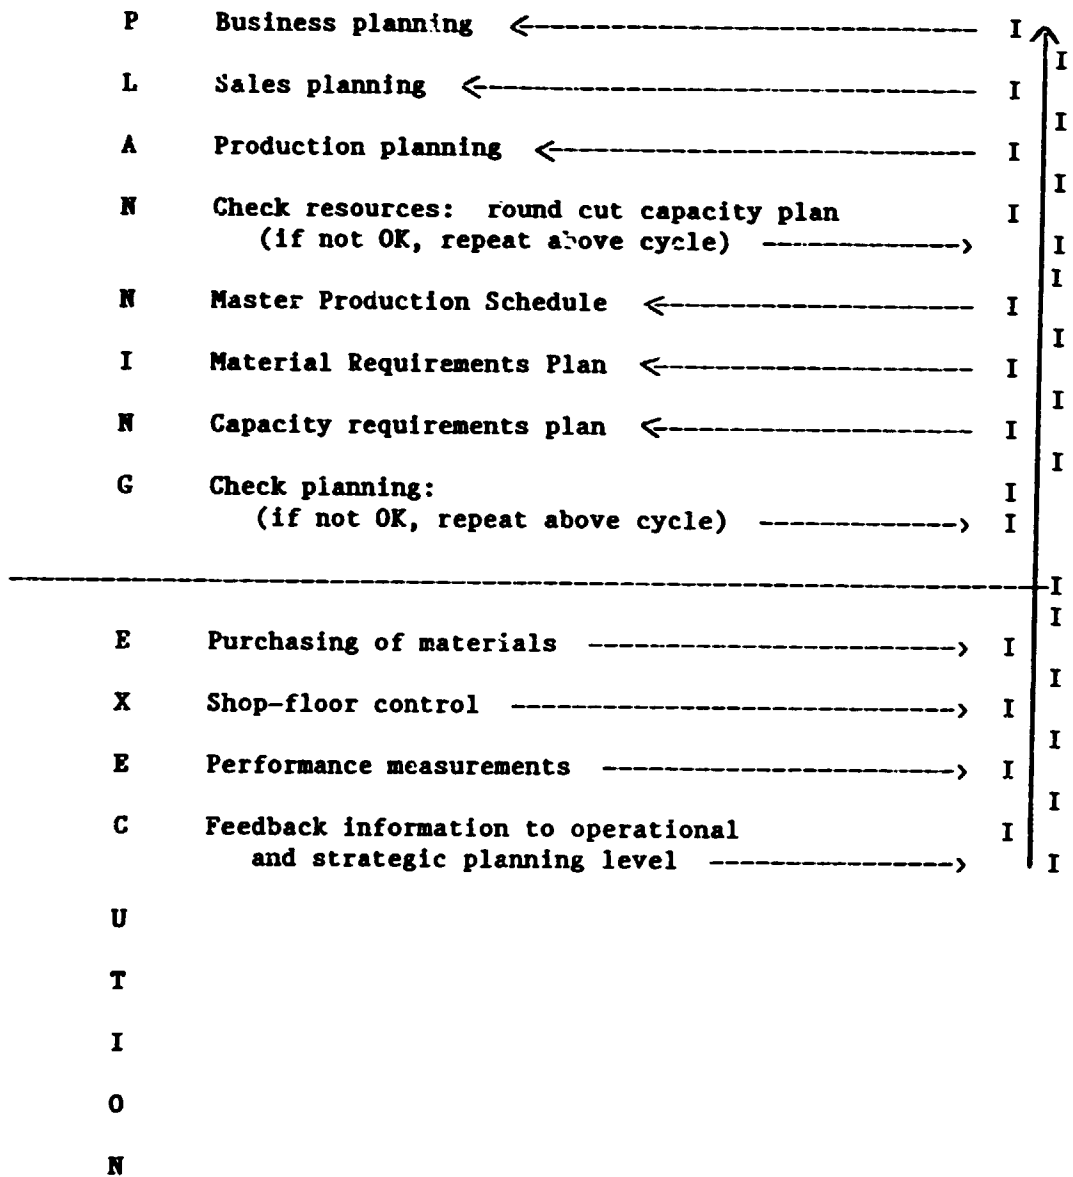 P Business planning <------------------------------ I
I
L Sales planning <--------------------------------- I
I
A Production planning <---------------------------- I
I
N Check resources: round cut capacity plan I
(if not OK, repeat above cycle) -------------> I
I
N Master Production Schedule <--------------------- I
I
I Material Requirements Plan <--------------------- I
I
N Capacity requirements plan <--------------------- I
I
G Check planning: I
(if not OK, repeat above cycle) -------------> I
--------------------------------------------------------------------I
I
E Purchasing of materials ------------------------> I
I
X Shop-floor control -----------------------------> I
I
E Performance measurements -----------------------> I
I
C Feedback information to operational I
and strategic planning level ----------------> I
U
T
I
O
N